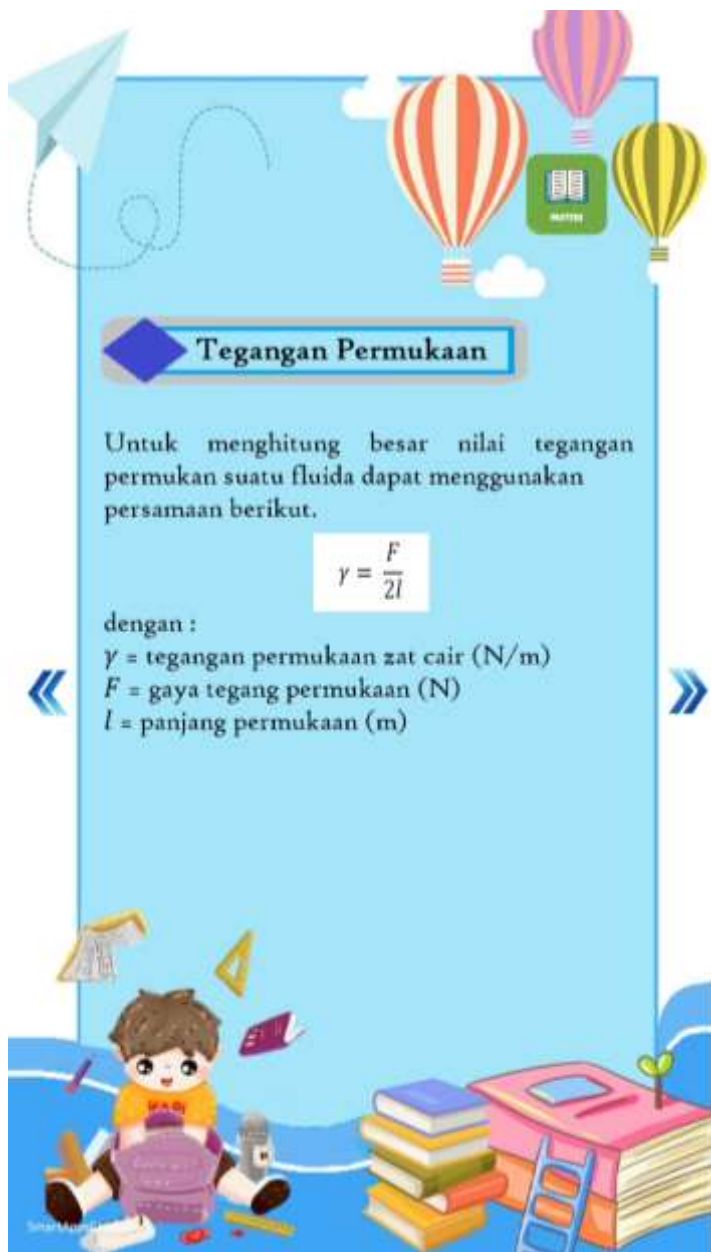 Tegangan Permukaan
Untuk menghitung besar nilai tegangan
permukan suatu fluida dapat menggunakan
persamaan berikut.
γ = F/2l
dengan :
γ = tegangan permukaan zat cair (N/m)
F = gaya tegang permukaan (N)
l = panjang permukaan (m)